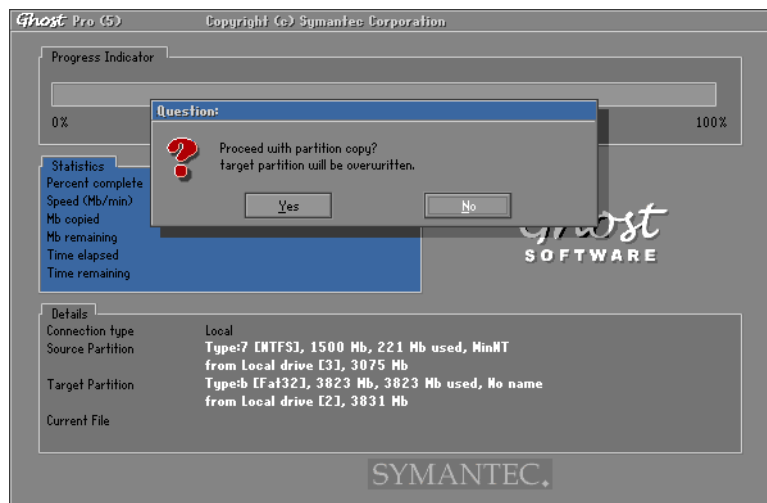 Ghost Pro (5) Copyright (c) Symantec Corporation
Progress Indicator
0% 100%
Question:
Proceed with partition copy?
target partition will be overwritten.
Yes No
Statistics
Percent complete
Speed (Mb/min)
Mb copied
Mb remaining
Time elapsed
Time remaining
Ghost
SOFTWARE
Details
Connection type Local
Source Partition Type:7 [NTFS], 1500 Mb, 221 Mb used, MinNT
from Local drive [3], 3075 Mb
Target Partition Type:b [Fat32], 3823 Mb, 3823 Mb used, No name
from Local drive [2], 3831 Mb
Current File
SYMANTEC.